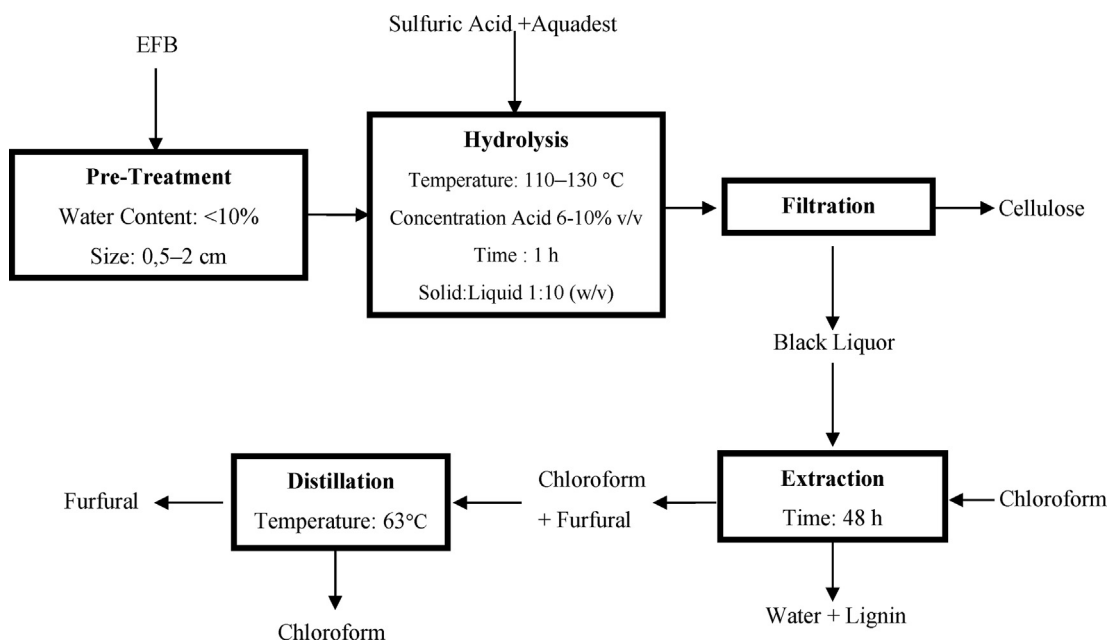 Sulfuric Acid +Aquadest
EFB
Pre-Treatment
Water Content: <10%
Size: 0,5–2 cm
Hydrolysis
Temperature: 110–130 °C
Concentration Acid 6-10% v/v
Time : 1 h
Solid:Liquid 1:10 (w/v)
Filtration
Cellulose
Black Liquor
Extraction
Time: 48 h
Chloroform
Water + Lignin
Chloroform
+ Furfural
Distillation
Temperature: 63°C
Furfural
Chloroform